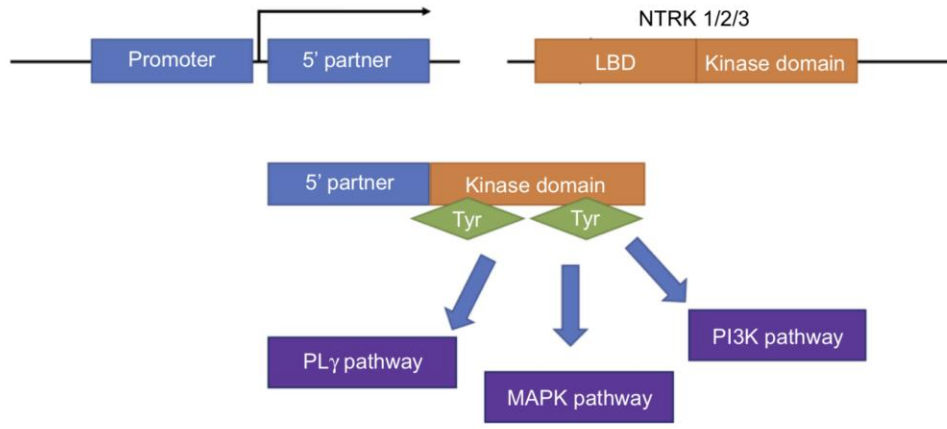 NTRK 1/2/3
Promoter
5’ partner
LBD
Kinase domain
5’ partner
Kinase domain
Tyr
Tyr
PI3K pathway
PLγ pathway
MAPK pathway